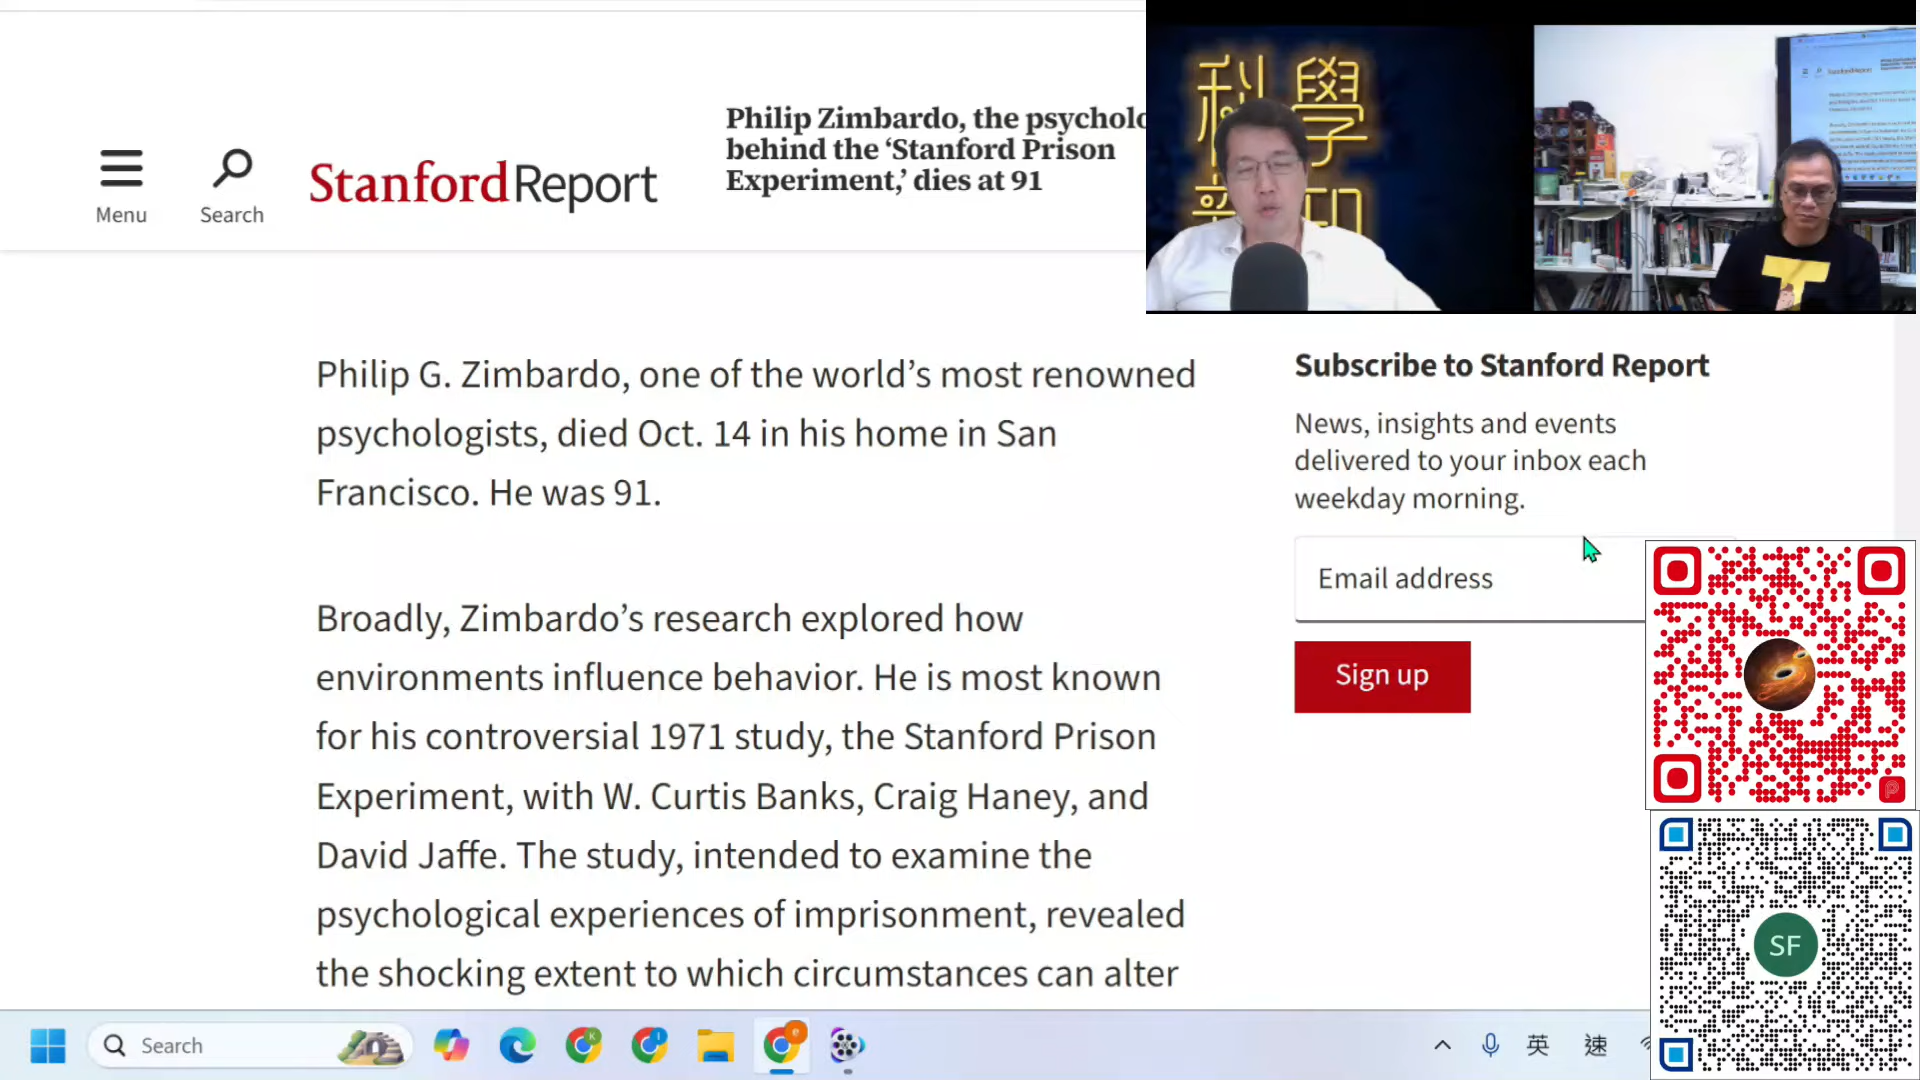 Menu
Search
Stanford Report
Philip Zimbardo, the psycholo
behind the ‘Stanford Prison
Experiment,’ dies at 91
科學
印
Philip G. Zimbardo, one of the world’s most renowned
psychologists, died Oct. 14 in his home in San
Francisco. He was 91.
Broadly, Zimbardo’s research explored how
environments influence behavior. He is most known
for his controversial 1971 study, the Stanford Prison
Experiment, with W. Curtis Banks, Craig Haney, and
David Jaffe. The study, intended to examine the
psychological experiences of imprisonment, revealed
the shocking extent to which circumstances can alter
Subscribe to Stanford Report
News, insights and events
delivered to your inbox each
weekday morning.
Email address
Sign up
SF
Search
英
速